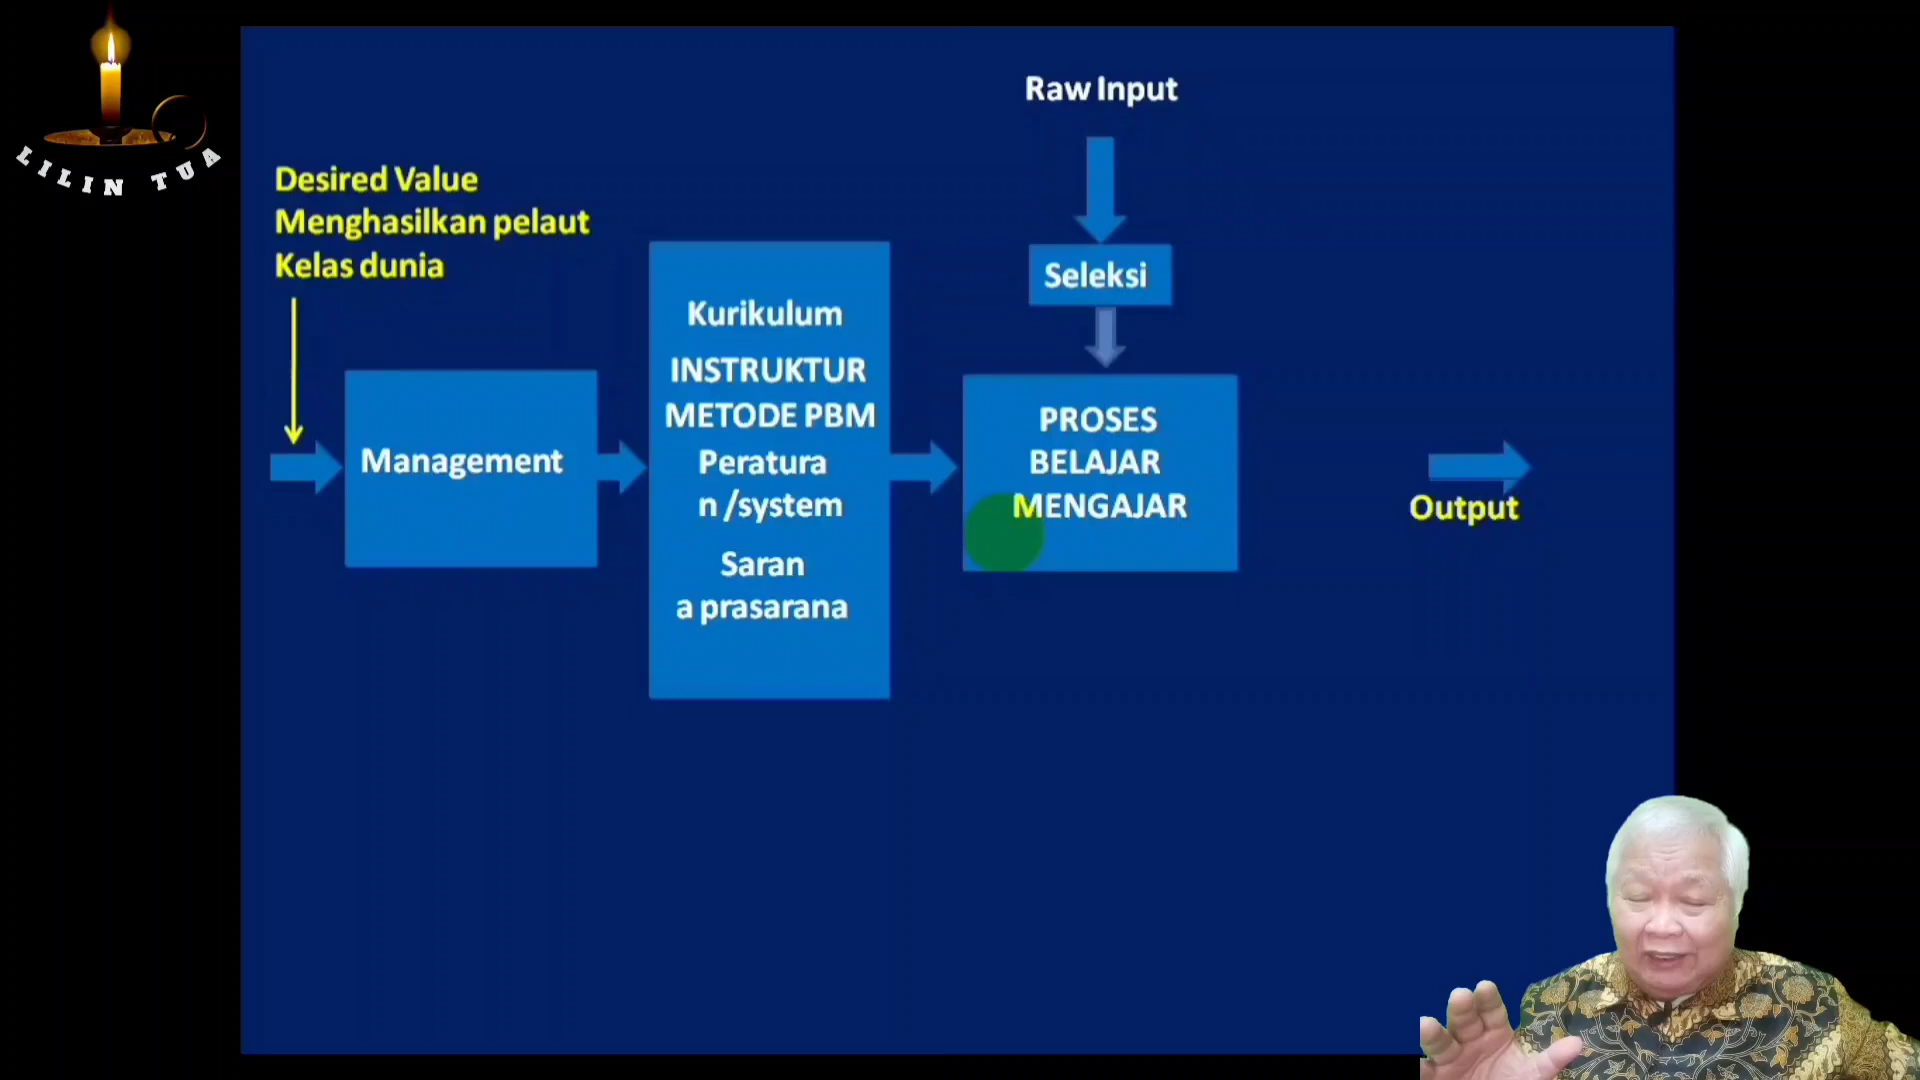 LILIN TUA
Raw Input
Desired Value
Menghasilkan pelaut
Kelas dunia
Seleksi
Management
Kurikulum
INSTRUKTUR
METODE PBM
Peratura
n /system
Saran
a prasarana
PROSES
BELAJAR
MENGAJAR
Output